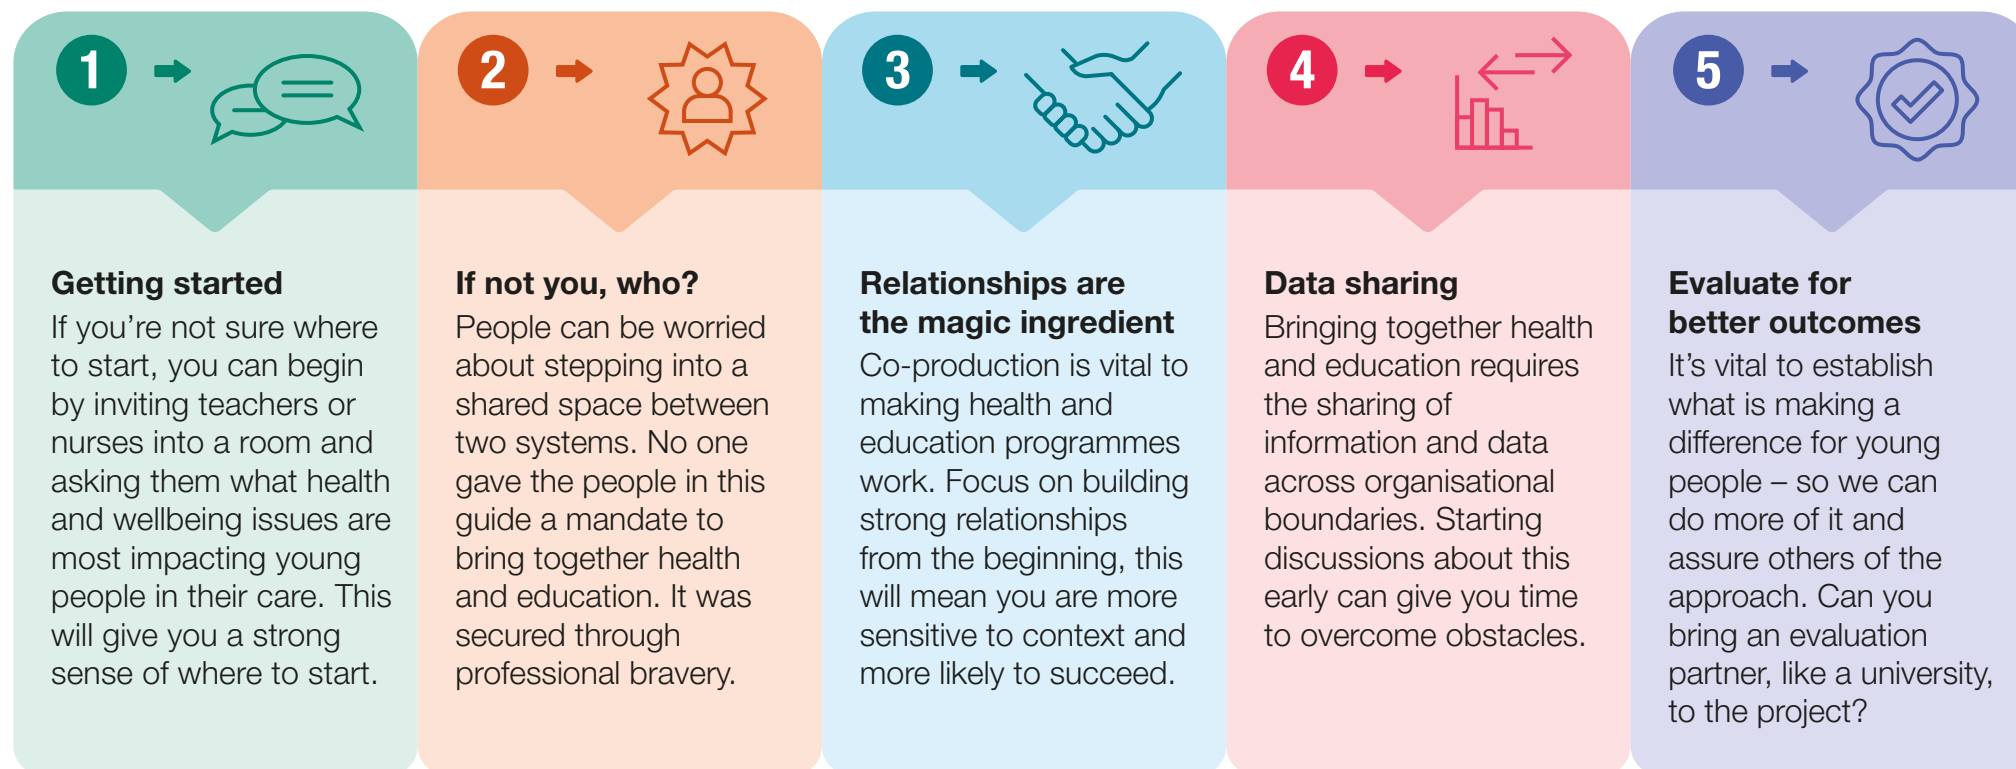 1
Getting started
If you’re not sure where
to start, you can begin
by inviting teachers or
nurses into a room and
asking them what health
and wellbeing issues are
most impacting young
people in their care. This
will give you a strong
sense of where to start.
2
If not you, who?
People can be worried
about stepping into a
shared space between
two systems. No one
gave the people in this
guide a mandate to
bring together health
and education. It was
secured through
professional bravery.
3
Relationships are
the magic ingredient
Co-production is vital to
making health and
education programmes
work. Focus on building
strong relationships
from the beginning, this
will mean you are more
sensitive to context and
more likely to succeed.
4
Data sharing
Bringing together health
and education requires
the sharing of
information and data
across organisational
boundaries. Starting
discussions about this
early can give you time
to overcome obstacles.
5
Evaluate for
better outcomes
It’s vital to establish
what is making a
difference for young
people – so we can
do more of it and
assure others of the
approach. Can you
bring an evaluation
partner, like a university,
to the project?